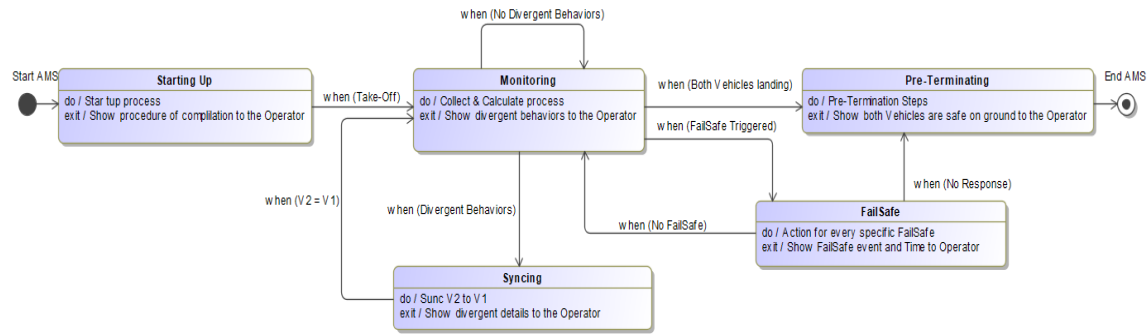 when (No Divergent Behaviors)
Start AMS
Starting Up
do / Star tup process
exit / Show procedure of complilation to the Operator
when (Take-Off)
Monitoring
do / Collect & Calculate process
exit / Show divergent behaviors to the Operator
when (Both Vehicles landing)
Pre-Terminating
do / Pre-Termination Steps
exit / Show both Vehicles are safe on ground to the Operator
End AMS
when (FailSafe Triggered)
when (V2 = V1)
when (Divergent Behaviors)
when (No FailSafe)
when (No Response)
FailSafe
do / Action for every specific FailSafe
exit / Show FailSafe event and Time to Operator
Syncing
do / Sunc V2 to V1
exit / Show divergent details to the Operator